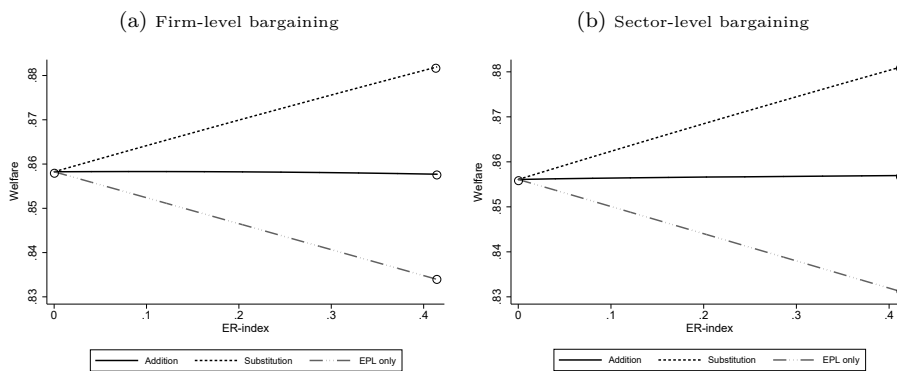 (a) Firm-level bargaining
.88
.87
.86
.85
.84
.83
Welfare
0 .1 .2 .3 .4
ER-index
Addition Substitution EPL only
(b) Sector-level bargaining
.88
.87
.86
.85
.84
.83
Welfare
0 .1 .2 .3 .4
ER-index
Addition Substitution EPL only